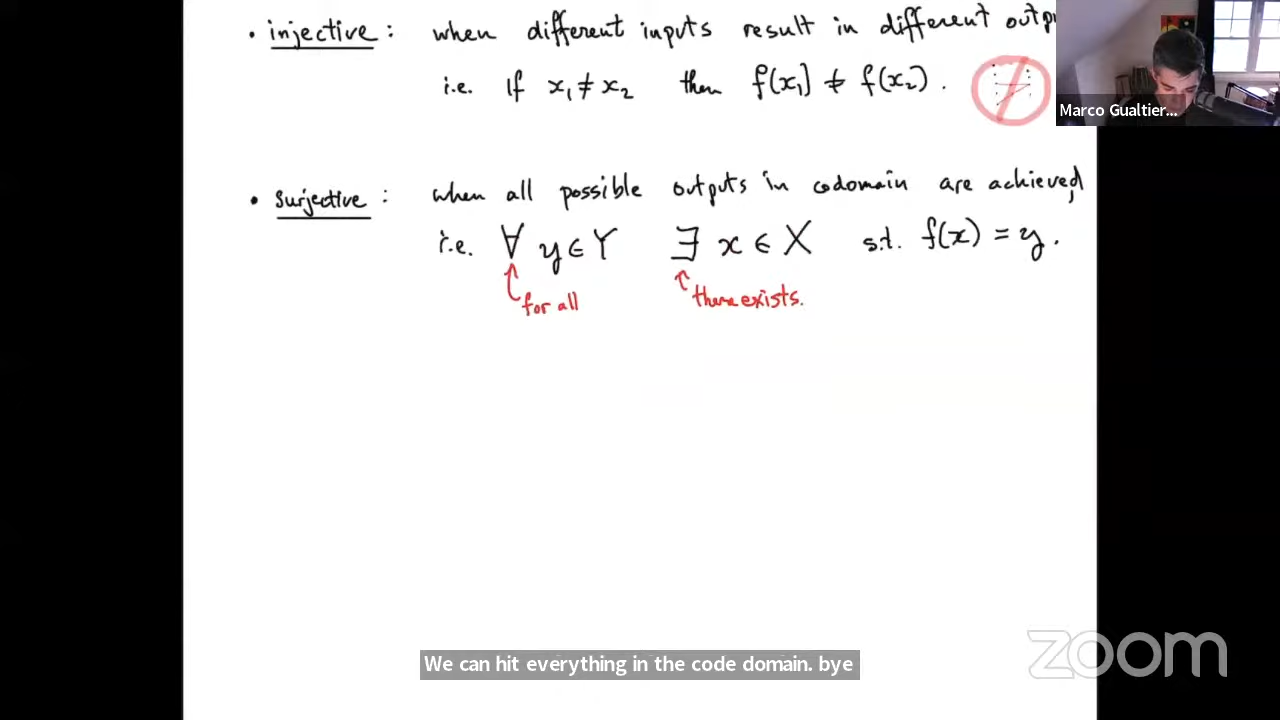 • injective : when different inputs result in different outp
i.e. If x₁ ≠ x₂ then f(x₁) ≠ f(x₂).
Marco Gualtier...
• surjective : when all possible outputs in codomain are achieved,
i.e. ∀ y ∈ Y ∃ x ∈ X s.t. f(x) = y.
for all there exists.
We can hit everything in the code domain. bye
zoom